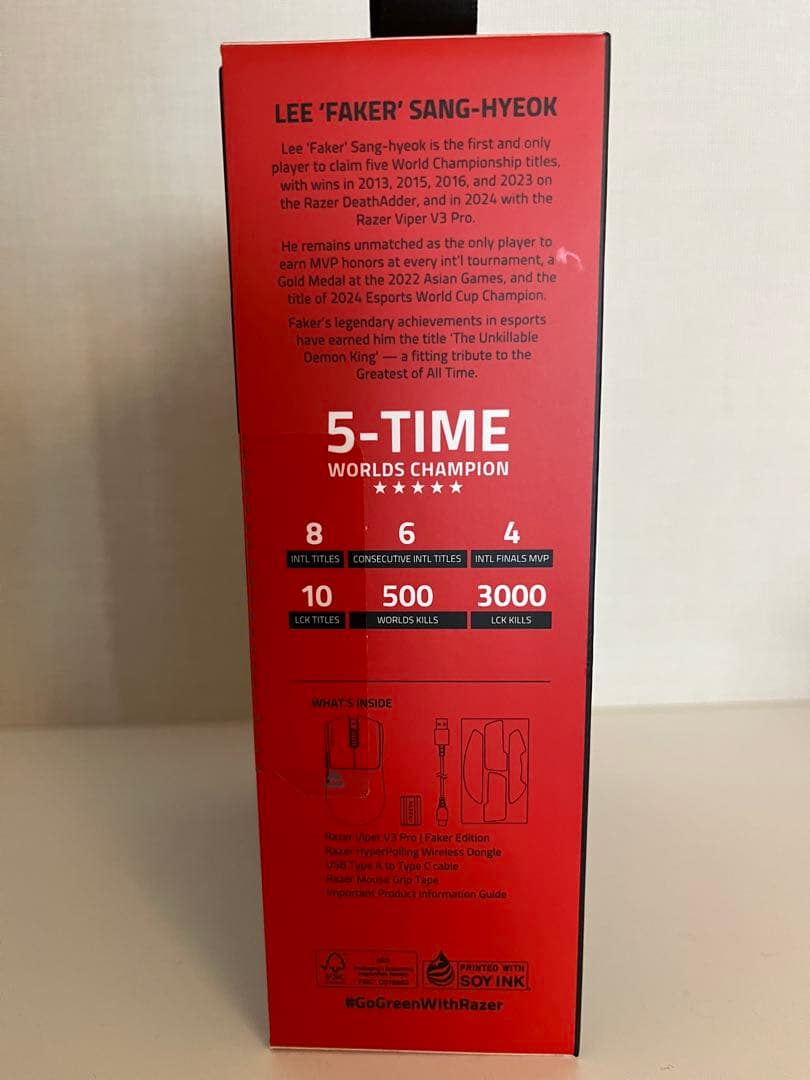 LEE 'FAKER' SANG-HYEOK
Lee 'Faker' Sang-hyeok is the first and only
player to claim five World Championship titles,
with wins in 2013, 2015, 2016, and 2023 on
the Razer DeathAdder, and in 2024 with the
Razer Viper V3 Pro.
He remains unmatched as the only player to
earn MVP honors at every int'l tournament, a
Gold Medal at the 2022 Asian Games, and the
title of 2024 Esports World Cup Champion.
Faker's legendary achievements in esports
have earned him the title 'The Unkillable
Demon King' — a fitting tribute to the
Greatest of All Time.
5-TIME
WORLDS CHAMPION
8 6 4
INTL TITLES CONSECUTIVE INTL TITLES INTL FINALS MVP
10 500 3000
LCK TITLES WORLDS KILLS LCK KILLS
WHAT'S INSIDE
RAZER
Razer Viper V3 Pro | Faker Edition
Razer HyperPolling Wireless Dongle
USB Type A to Type C cable
Razer Mouse Grip Tape
Important Product Information Guide
FSC
MIX
PRINTED WITH
SOY INK
#GoGreenWithRazer